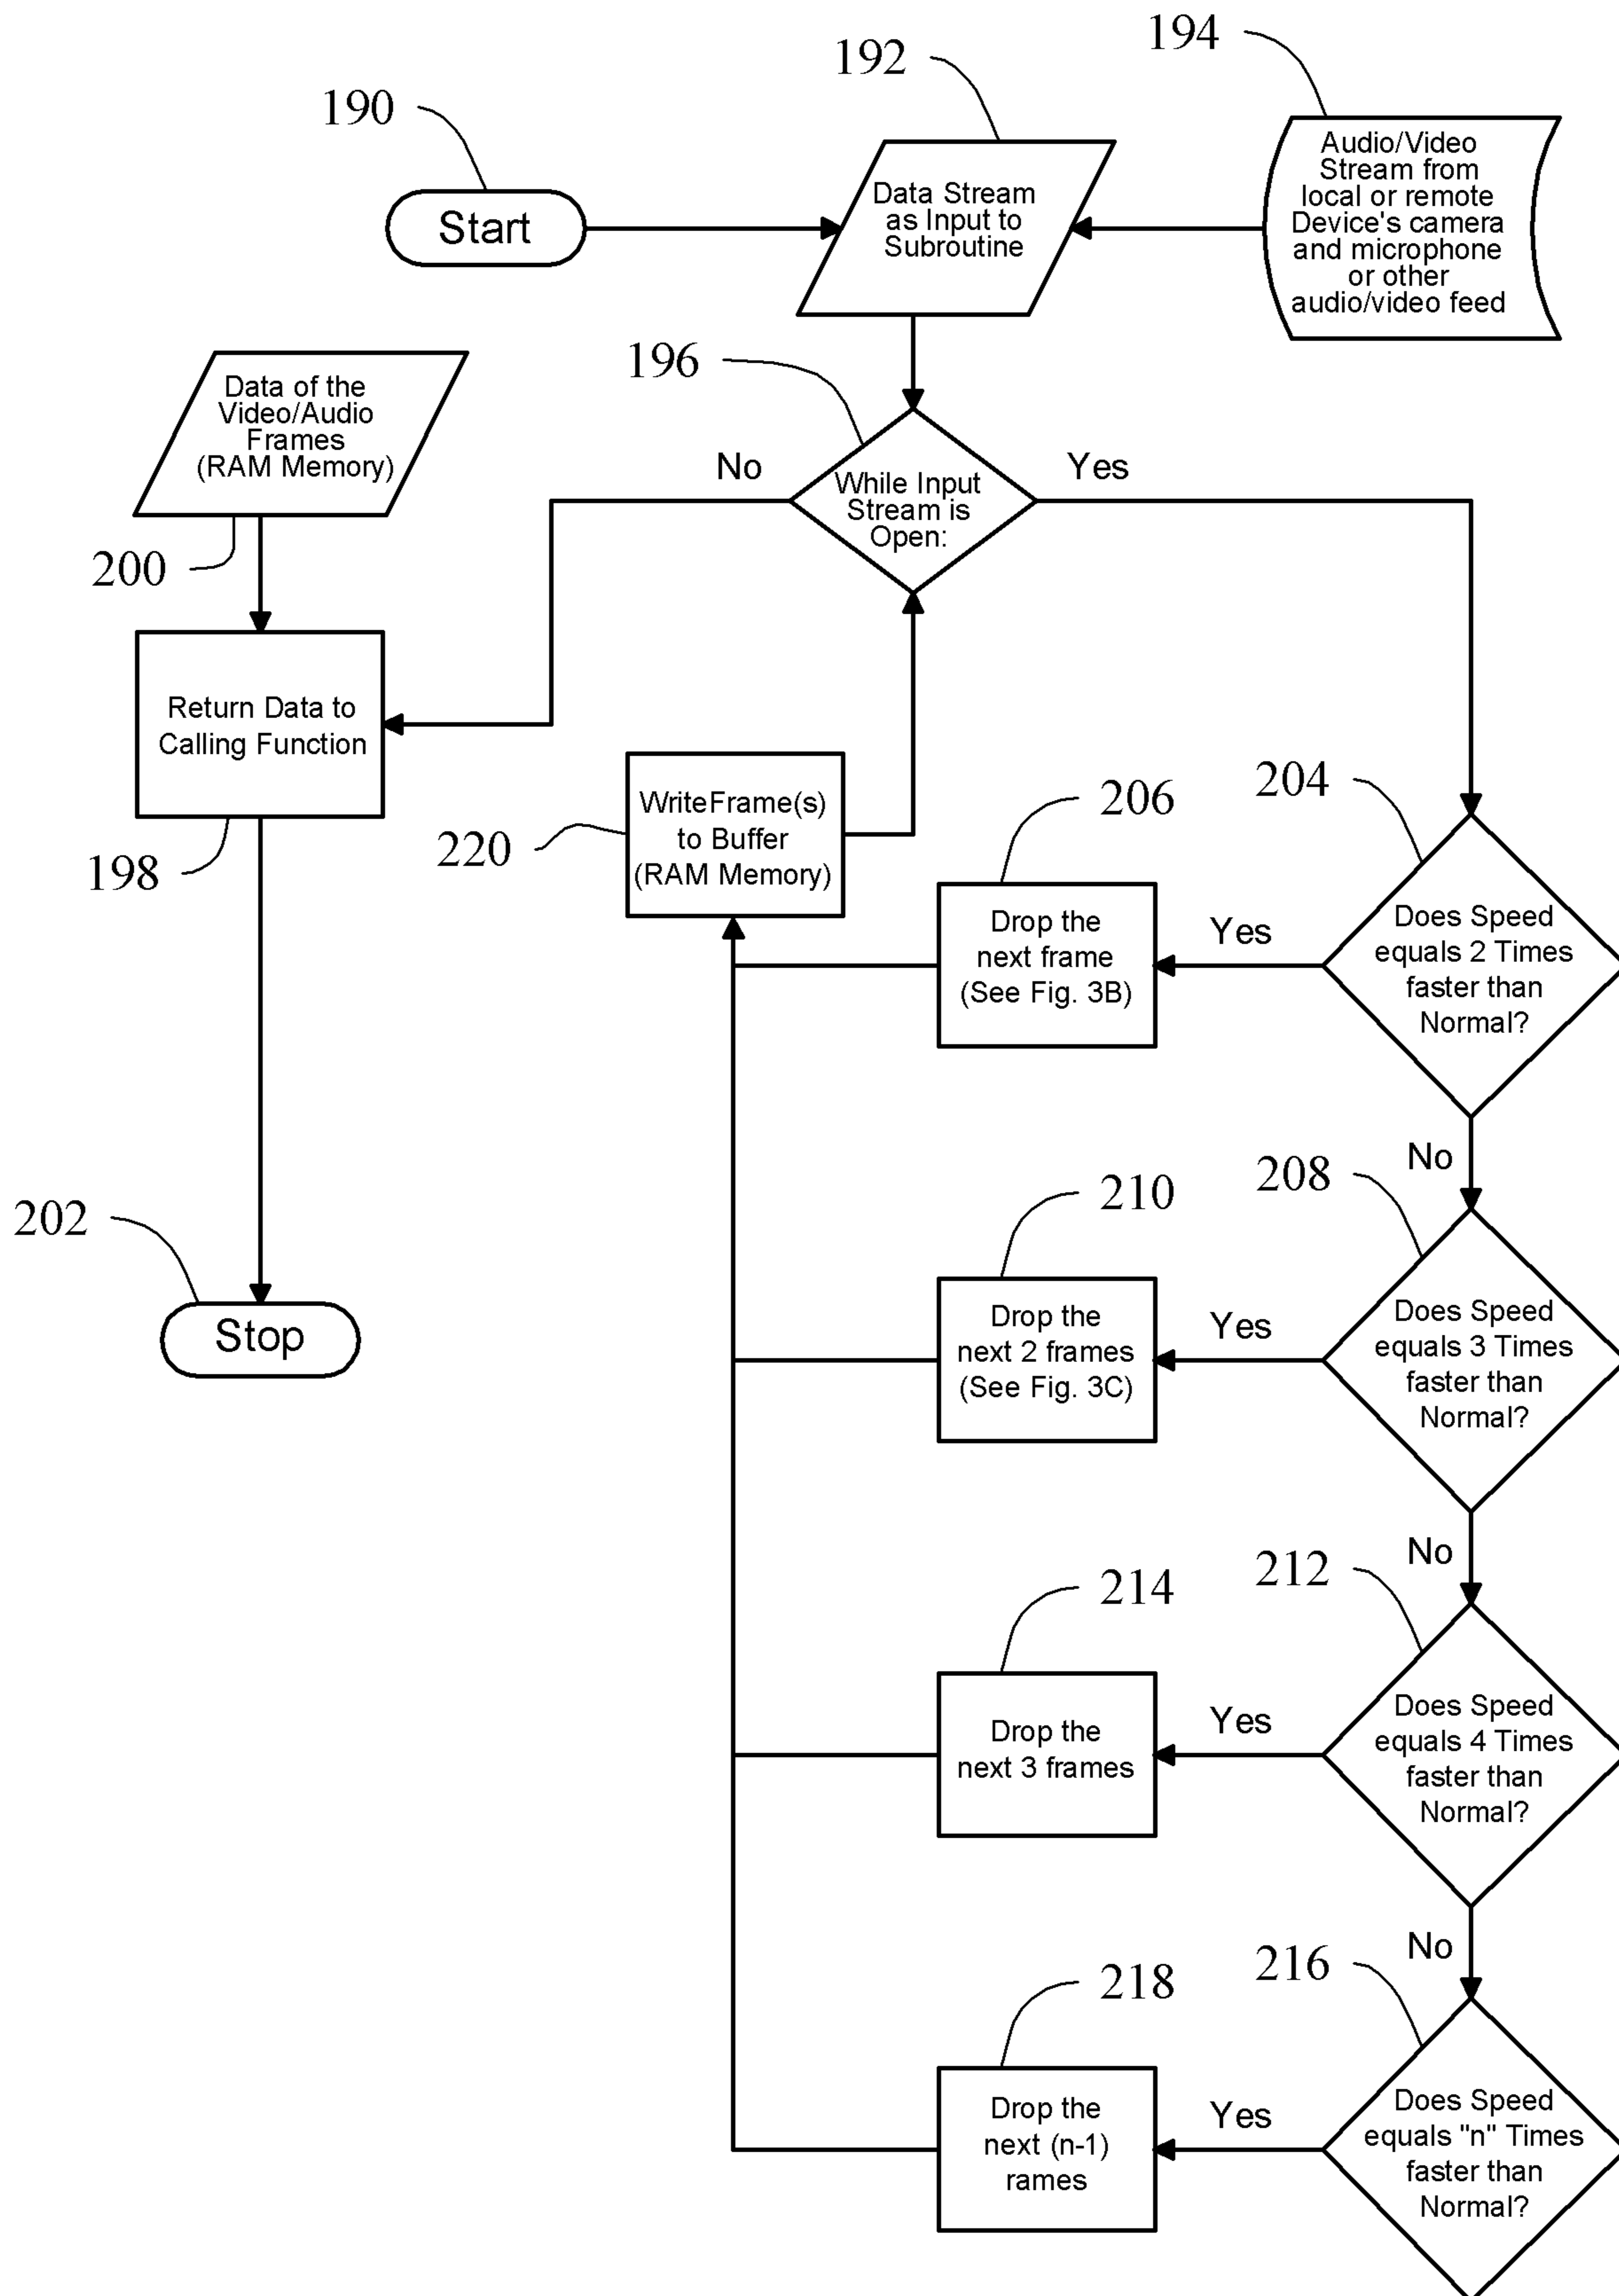 194
192
190
Audio/Video
Stream from
local or remote
Device's camera
and microphone
or other
audio/video feed
Data Stream
as Input to
Subroutine
Start
196
Data of the
Video/Audio
Frames
(RAM Memory)
No
Yes
While Input
Stream is
Open:
200
Return Data to
Calling Function
198
WriteFrame(s)
to Buffer
(RAM Memory)
220
206
204
Drop the
next frame
(See Fig. 3B)
Yes
Does Speed
equals 2 Times
faster than
Normal?
No
202
Stop
210
208
Drop the
next 2 frames
(See Fig. 3C)
Yes
Does Speed
equals 3 Times
faster than
Normal?
No
214
212
Drop the
next 3 frames
Yes
Does Speed
equals 4 Times
faster than
Normal?
No
218
216
Drop the
next (n-1)
rames
Yes
Does Speed
equals "n" Times
faster than
Normal?